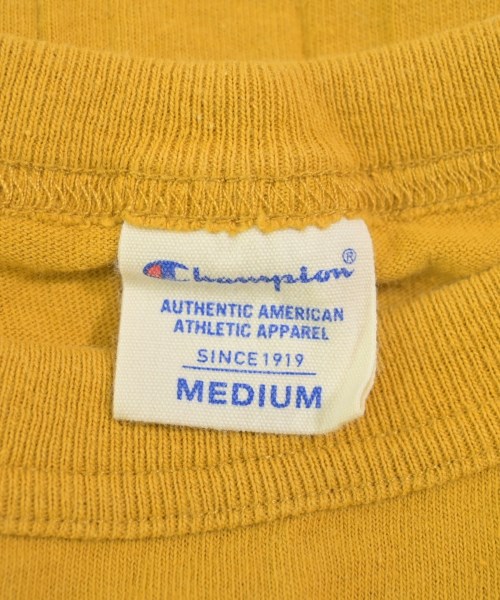 Champion®
AUTHENTIC AMERICAN
ATHLETIC APPAREL
SINCE 1919
MEDIUM